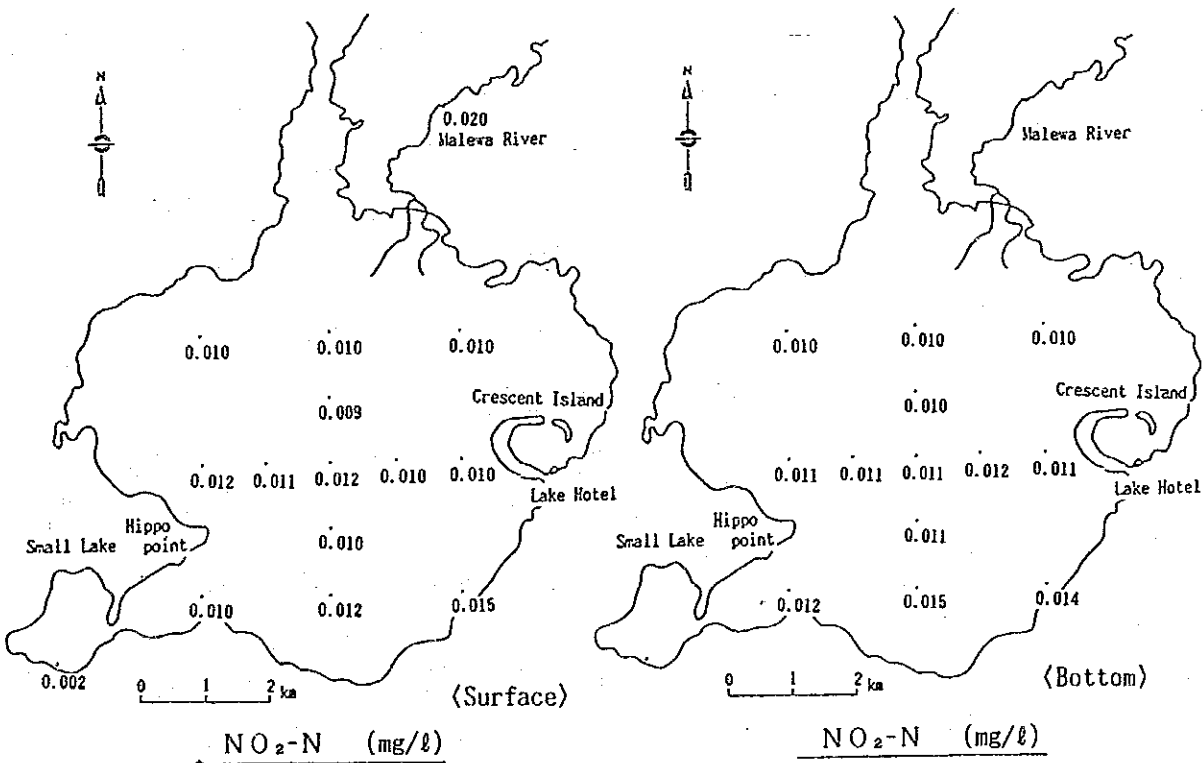 N
0.020
Malewa River
0.010 0.010 0.010
Crescent Island
0.009
0.012 0.011 0.012 0.010 0.010
Lake Hotel
Hippo
point
Small Lake
0.010
0.010 0.012 0.015
0.002
0 1 2 km
〈Surface〉
NO₂-N (mg/ℓ)
N
Malewa River
0.010 0.010 0.010
Crescent Island
0.010
0.011 0.011 0.011 0.012 0.011
Lake Hotel
Hippo
point
Small Lake
0.011
0.012 0.015 0.014
0 1 2 km
〈Bottom〉
NO₂-N (mg/ℓ)